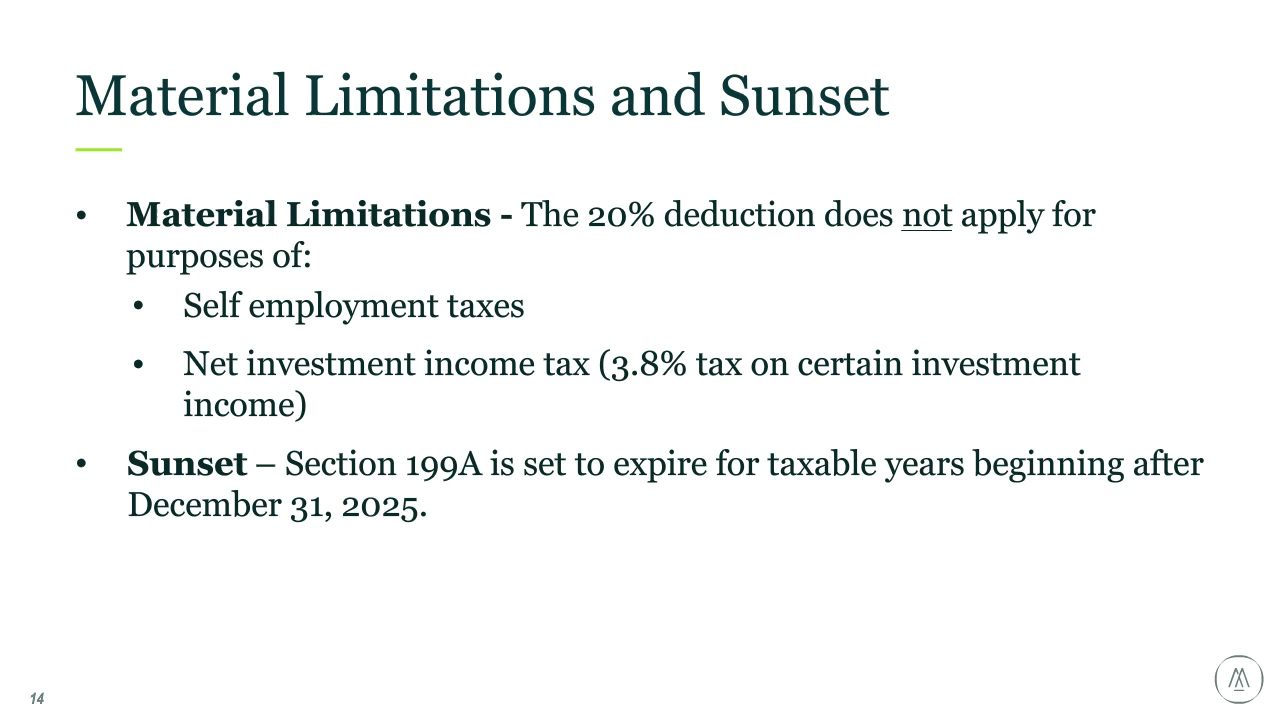 Material Limitations and Sunset
• Material Limitations - The 20% deduction does not apply for
purposes of:
• Self employment taxes
• Net investment income tax (3.8% tax on certain investment
income)
• Sunset – Section 199A is set to expire for taxable years beginning after
December 31, 2025.
14